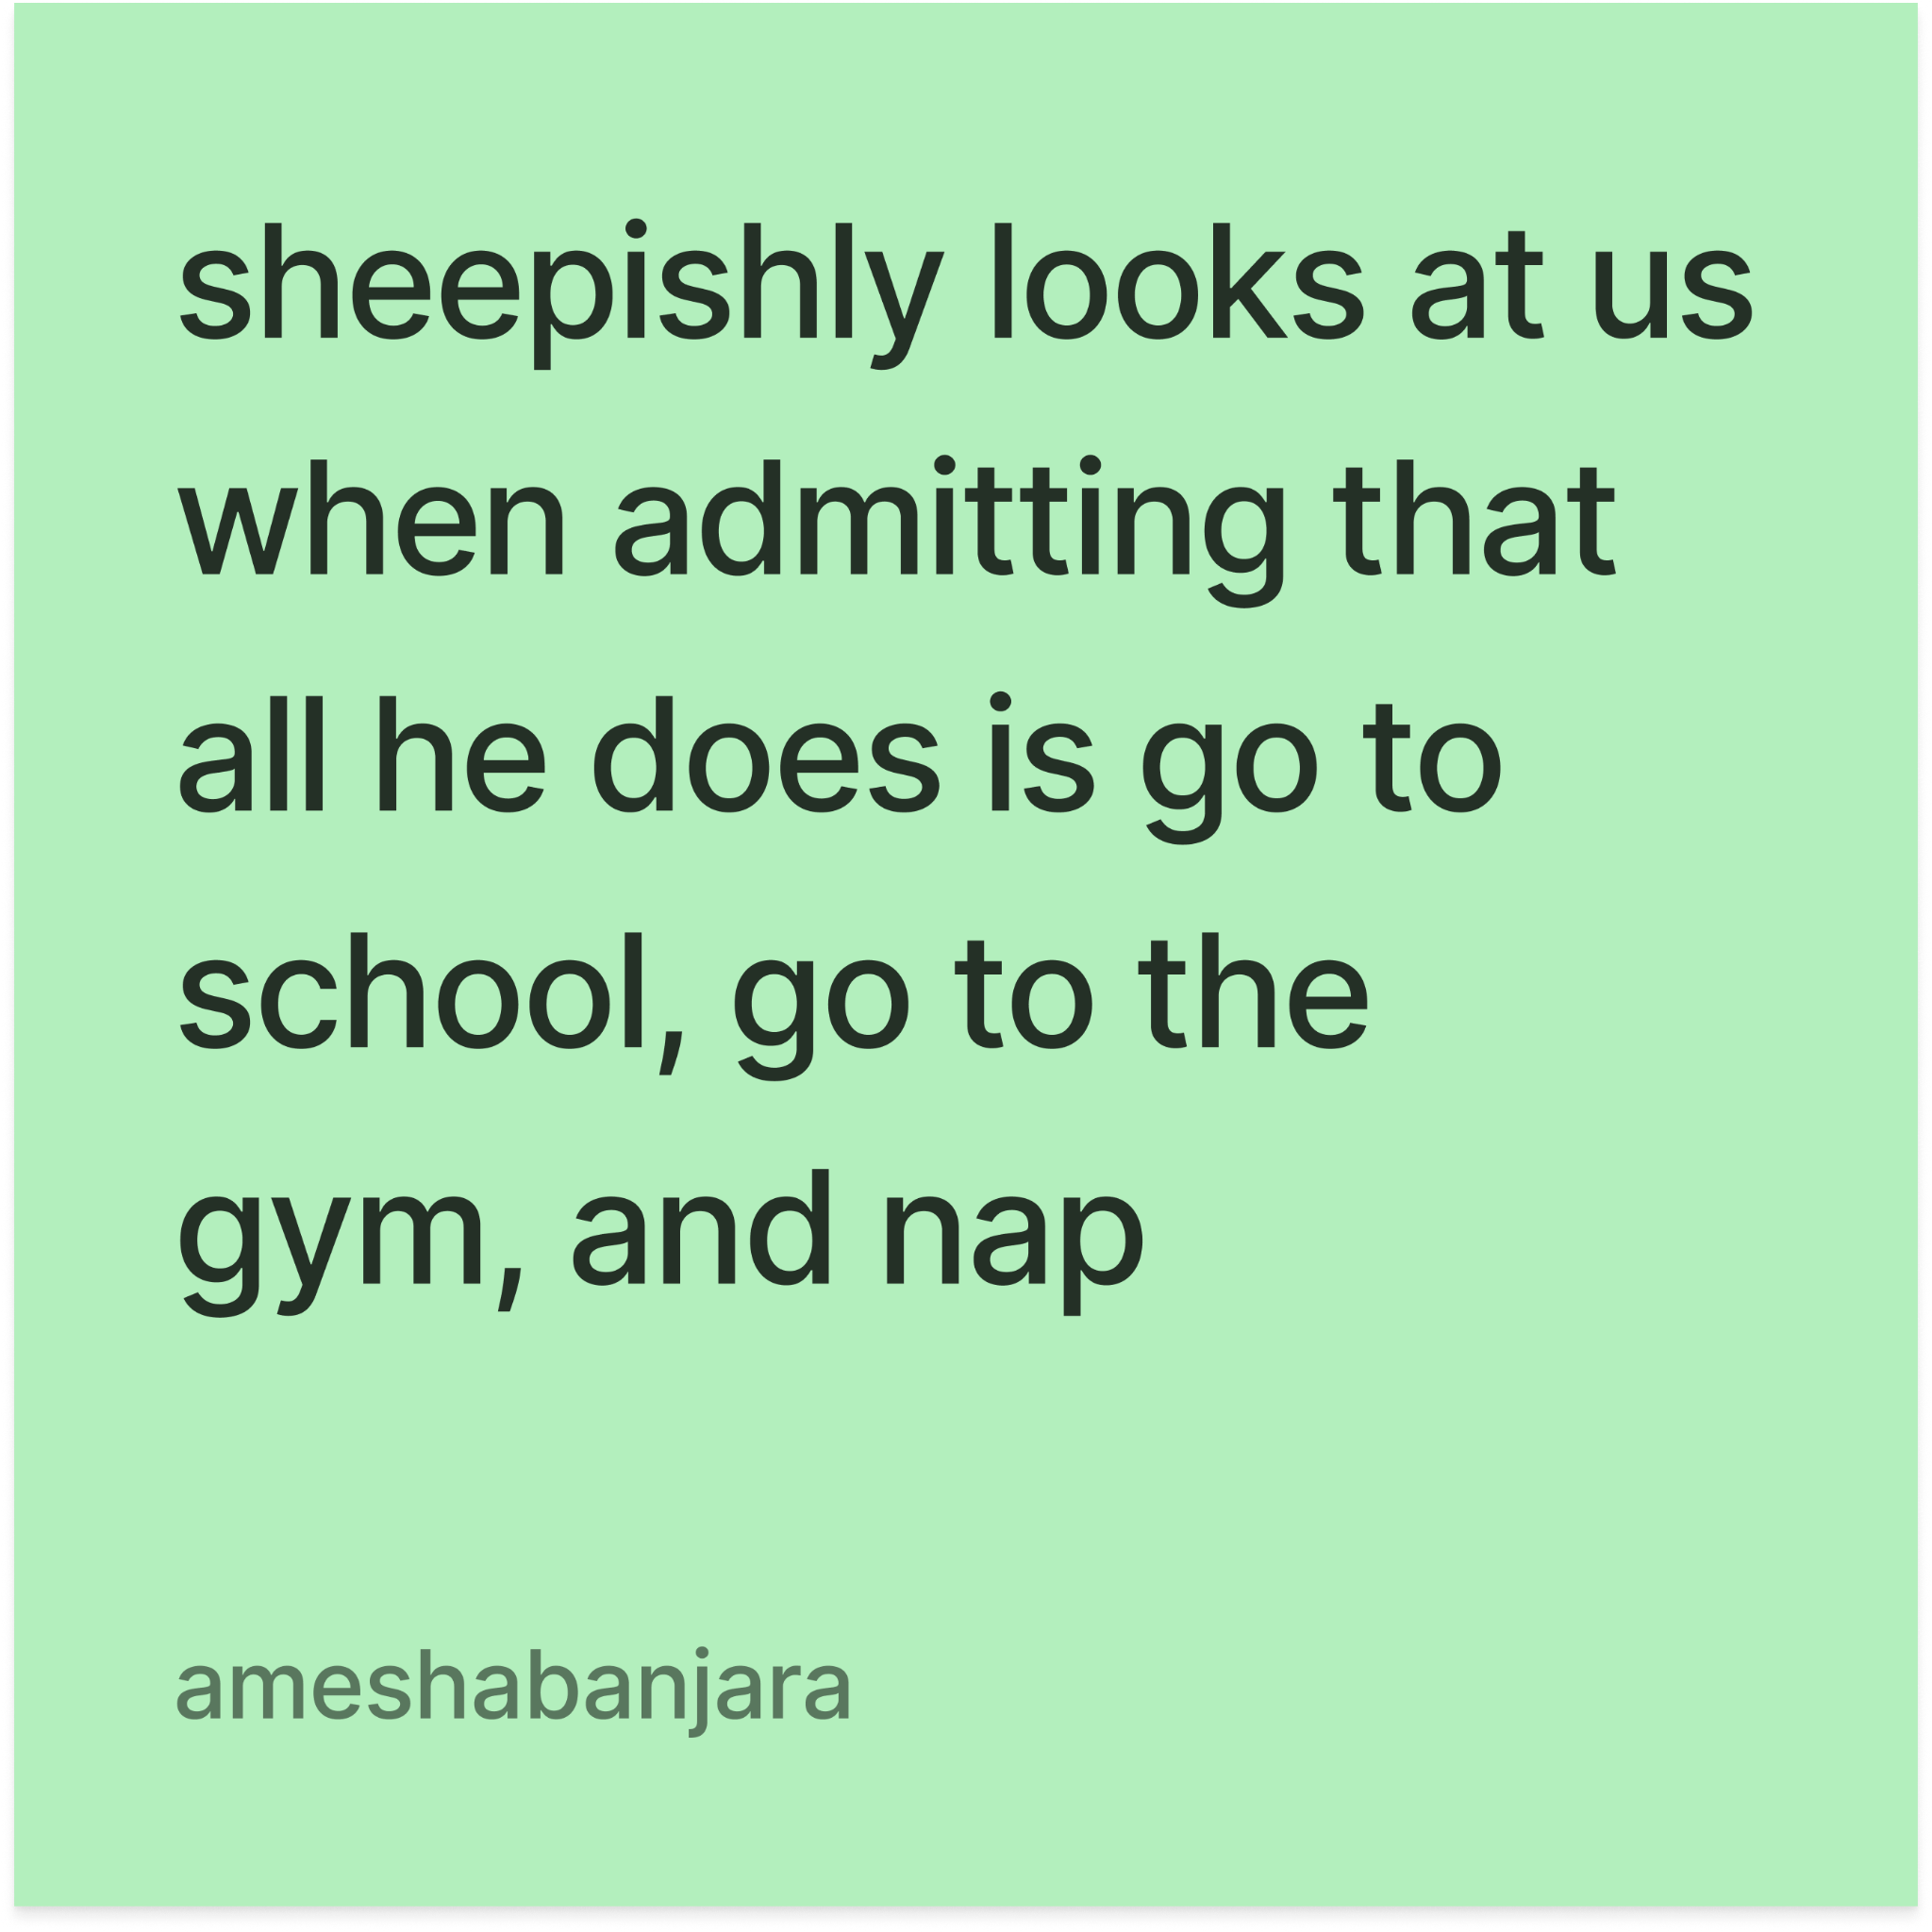 sheepishly looks at us
when admitting that
all he does is go to
school, go to the
gym, and nap
ameshabanjara